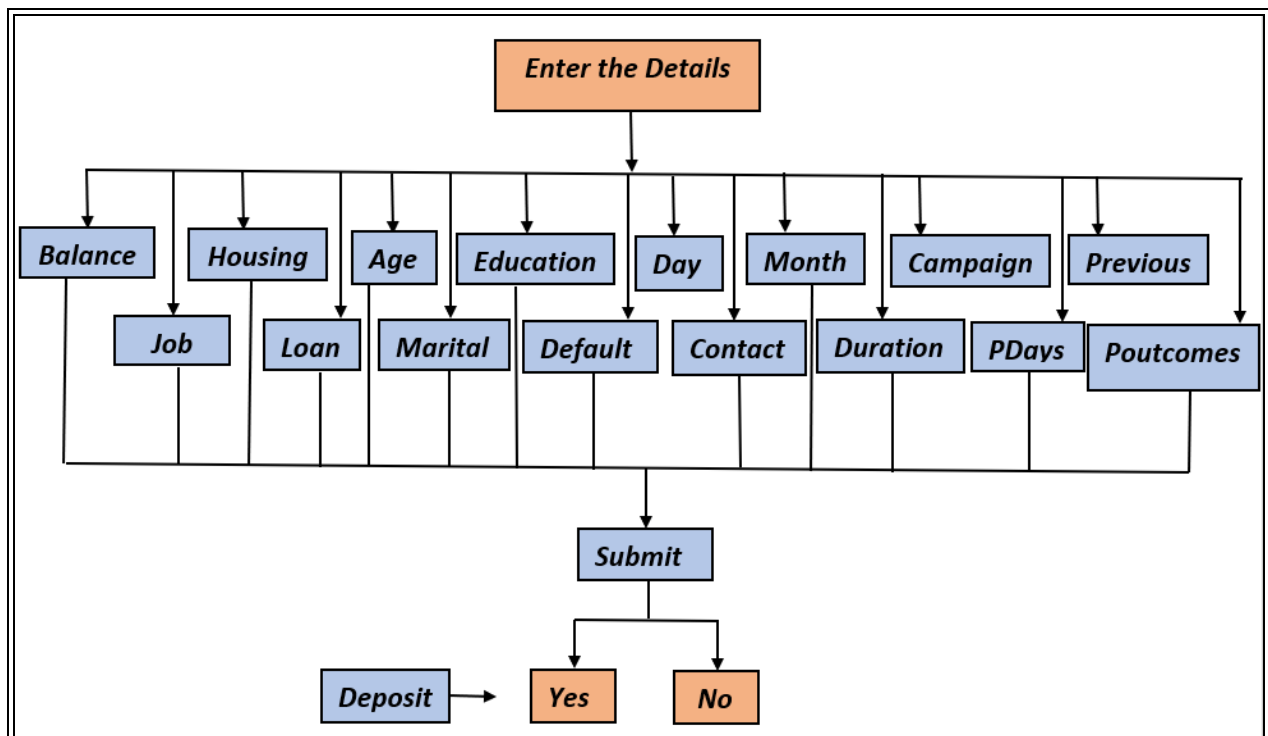 Enter the Details
Balance
Housing
Age
Education
Day
Month
Campaign
Previous
Job
Loan
Marital
Default
Contact
Duration
PDays
Poutcomes
Submit
Deposit
Yes
No